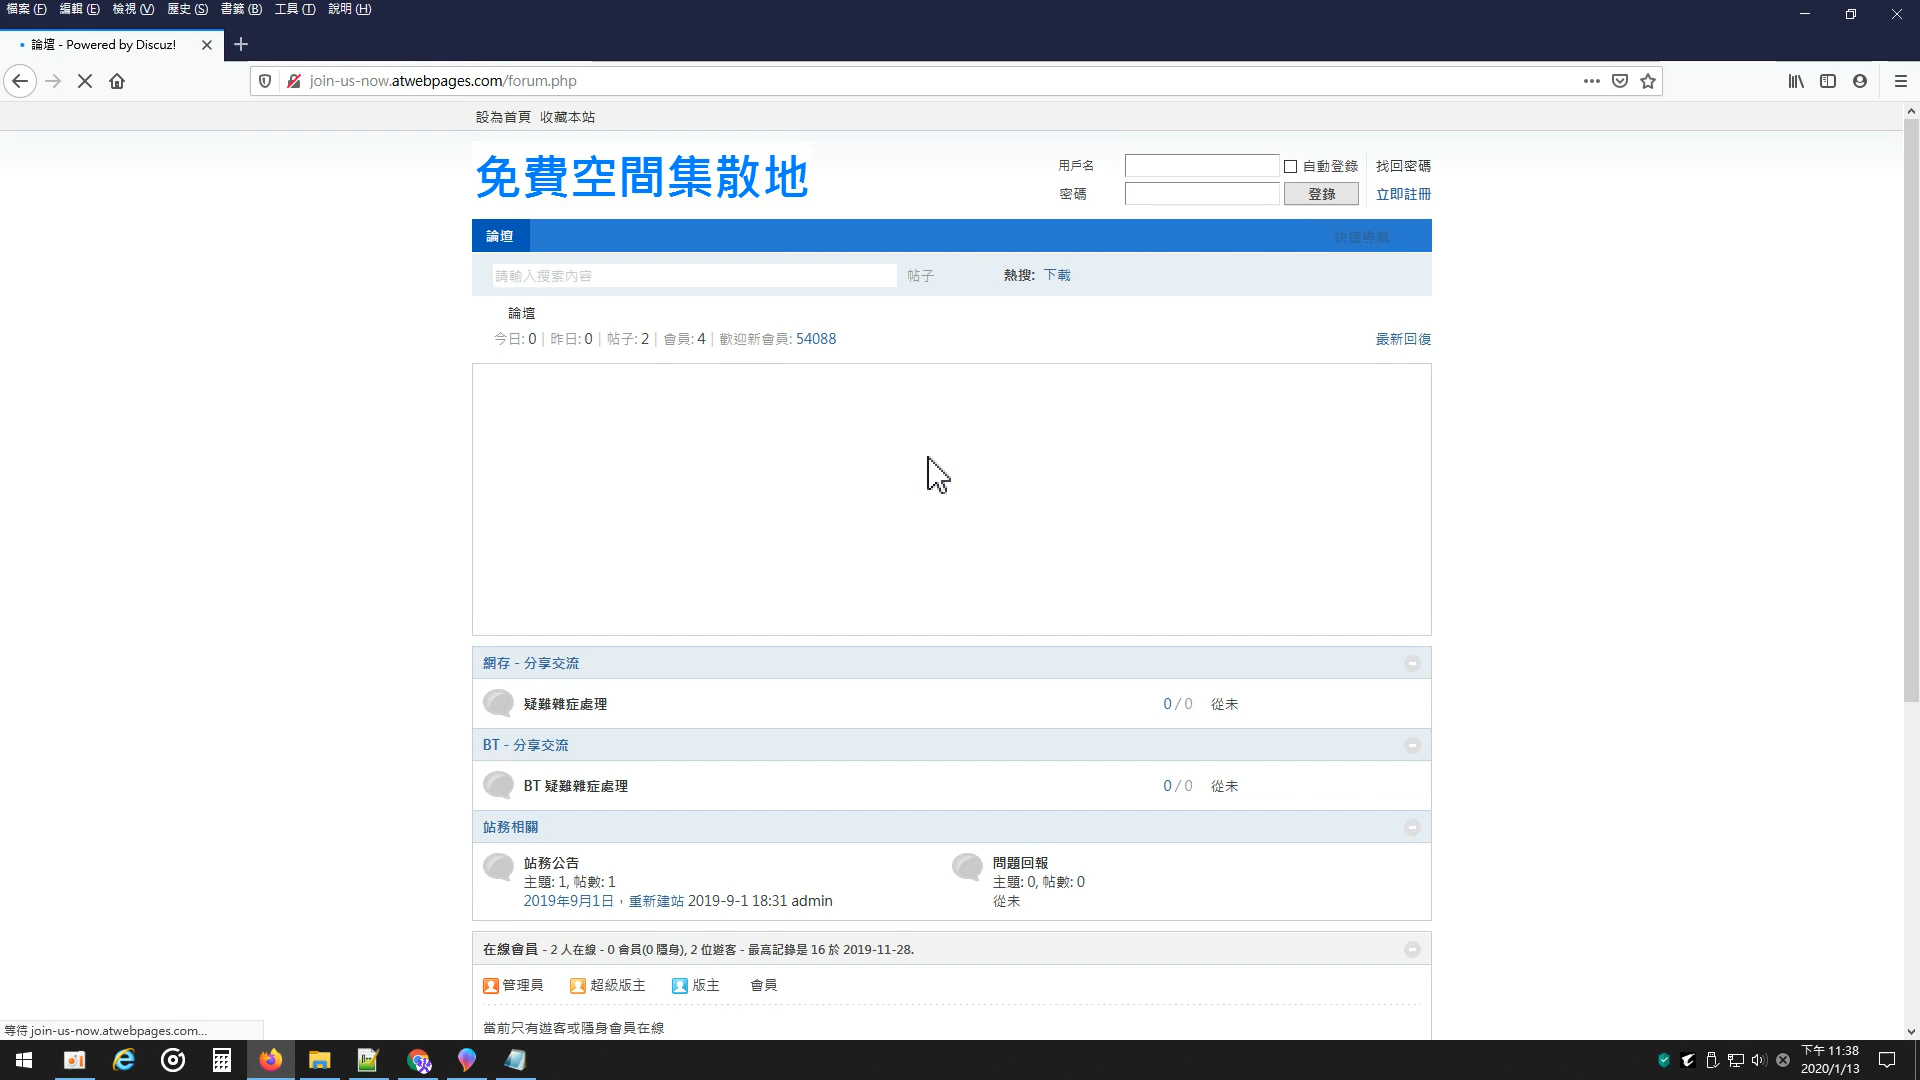 檔案 (F) 編輯 (E) 檢視 (V) 歷史 (S) 書籤 (B) 工具 (T) 說明 (H)
論壇 - Powered by Discuz!
join-us-now.atwebpages.com/forum.php
設為首頁 收藏本站
免費空間集散地
用戶名 自動登錄 找回密碼
密碼 登錄 立即註冊
論壇 快速導航
請輸入搜索內容 帖子 熱搜: 下載
論壇
今日: 0 | 昨日: 0 | 帖子: 2 | 會員: 4 | 歡迎新會員: 54088 最新回復
網存 - 分享交流
疑難雜症處理 0 / 0 從未
BT - 分享交流
BT 疑難雜症處理 0 / 0 從未
站務相關
站務公告
主題: 1, 帖數: 1
2019年9月1日，重新建站 2019-9-1 18:31 admin
問題回報
主題: 0, 帖數: 0
從未
在線會員 - 2 人在線 - 0 會員(0 隱身), 2 位遊客 - 最高記錄是 16 於 2019-11-28.
管理員 超級版主 版主 會員
當前只有遊客或隱身會員在線
等待 join-us-now.atwebpages.com...
下午 11:38
2020/1/13